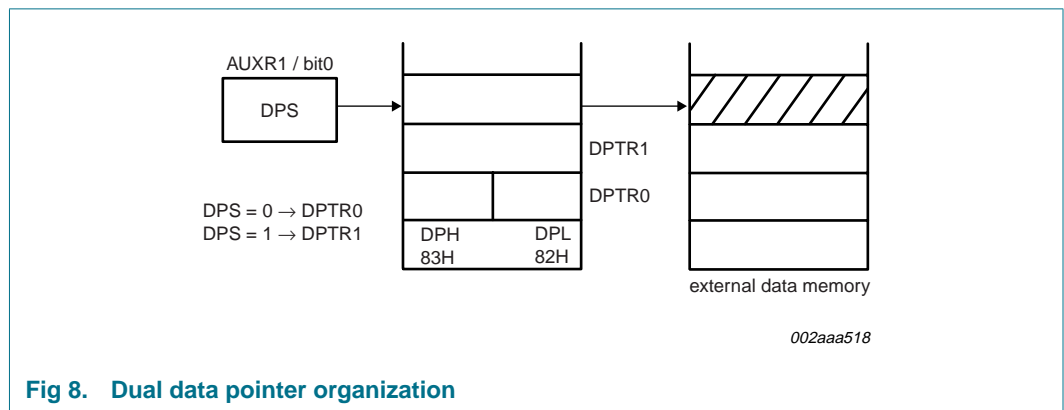 AUXR1 / bit0
DPS
DPTR1
DPTR0
DPS = 0 → DPTR0
DPS = 1 → DPTR1
DPH DPL
83H 82H
external data memory
002aaa518
Fig 8. Dual data pointer organization